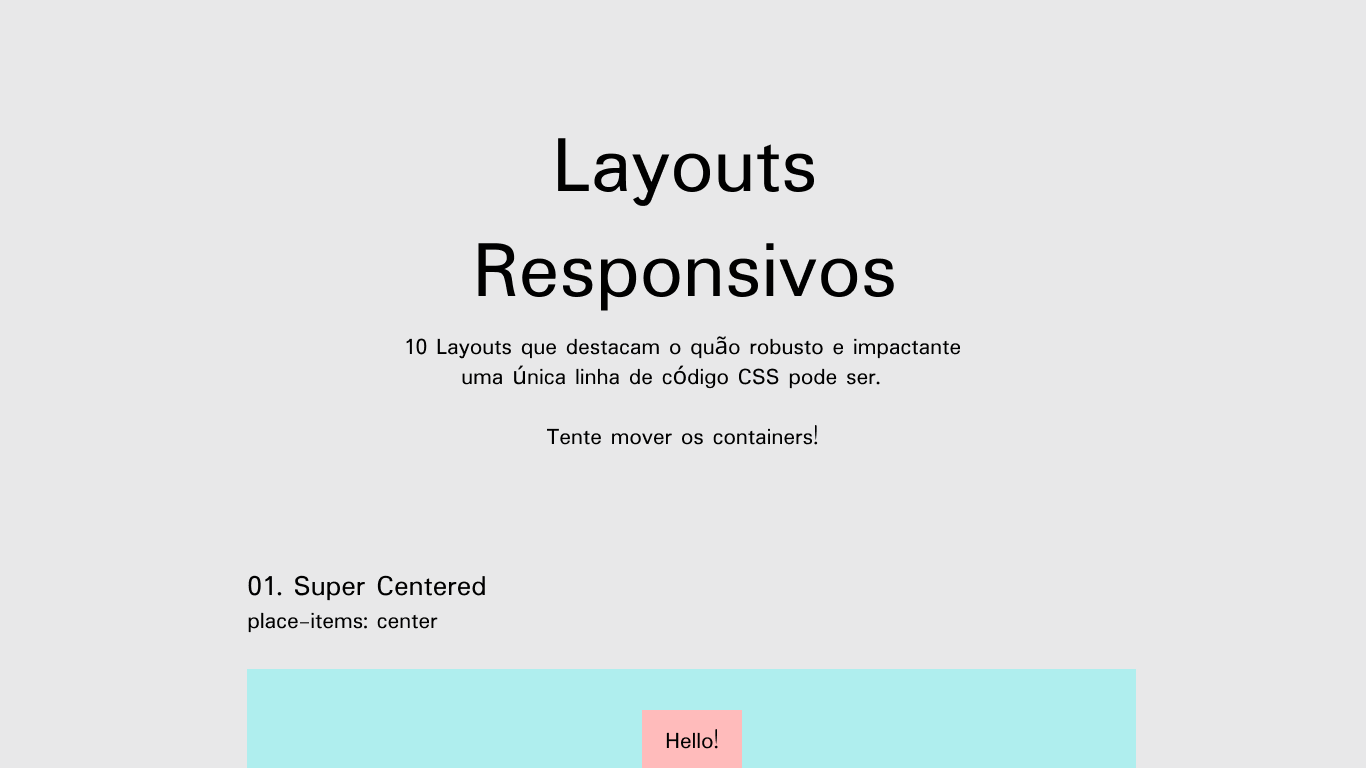 Layouts
Responsivos
10 Layouts que destacam o quão robusto e impactante
uma única linha de código CSS pode ser.
Tente mover os containers!
01. Super Centered
place-items: center
Hello!